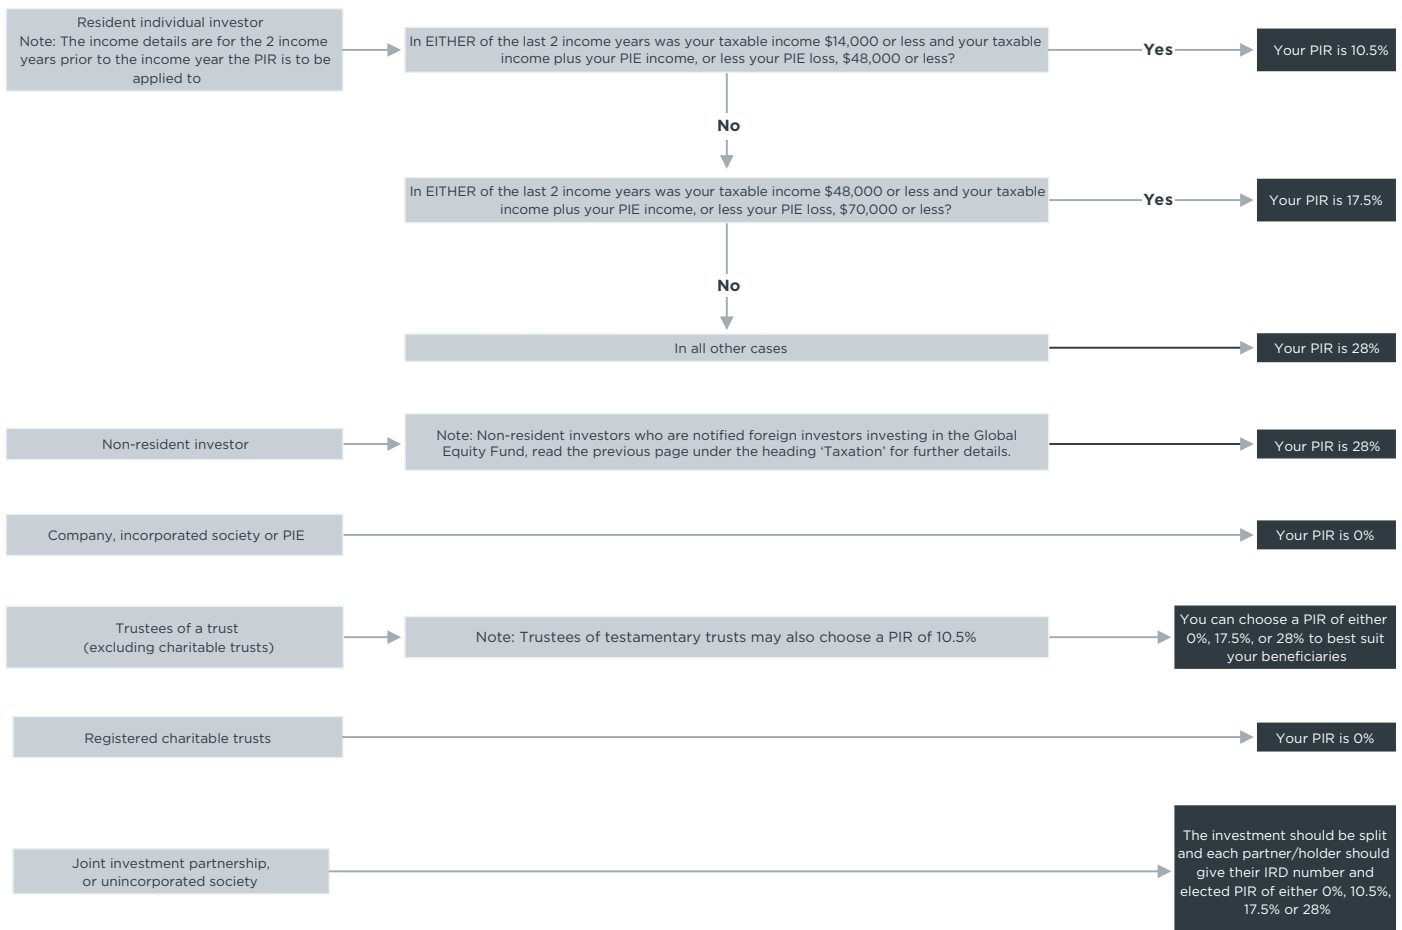 Resident individual investor
Note: The income details are for the 2 income
years prior to the income year the PIR is to be
applied to
In EITHER of the last 2 income years was your taxable income $14,000 or less and your taxable
income plus your PIE income, or less your PIE loss, $48,000 or less?
Yes
Your PIR is 10.5%
No
In EITHER of the last 2 income years was your taxable income $48,000 or less and your taxable
income plus your PIE income, or less your PIE loss, $70,000 or less?
Yes
Your PIR is 17.5%
No
In all other cases
Your PIR is 28%
Non-resident investor
Note: Non-resident investors who are notified foreign investors investing in the Global
Equity Fund, read the previous page under the heading ‘Taxation’ for further details.
Your PIR is 28%
Company, incorporated society or PIE
Your PIR is 0%
Trustees of a trust
(excluding charitable trusts)
Note: Trustees of testamentary trusts may also choose a PIR of 10.5%
You can choose a PIR of either
0%, 17.5%, or 28% to best suit
your beneficiaries
Registered charitable trusts
Your PIR is 0%
Joint investment partnership,
or unincorporated society
The investment should be split
and each partner/holder should
give their IRD number and
elected PIR of either 0%, 10.5%,
17.5% or 28%